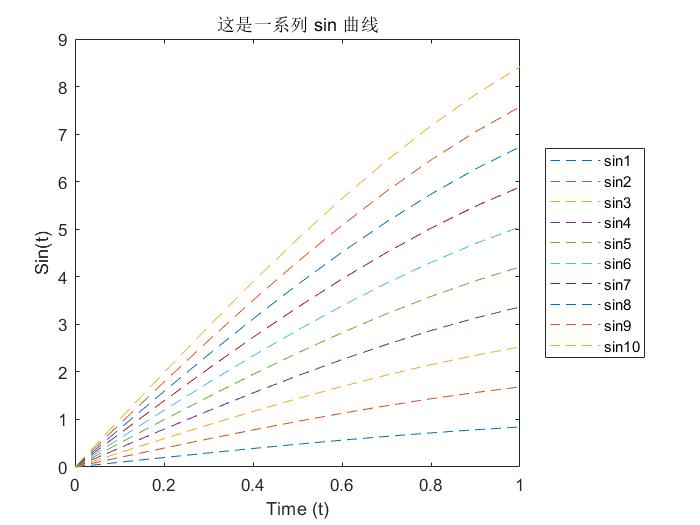 这是一系列 sin 曲线
9
8
7
6
5
4
3
2
1
0
Sin(t)
0 0.2 0.4 0.6 0.8 1
Time (t)
sin1
sin2
sin3
sin4
sin5
sin6
sin7
sin8
sin9
sin10